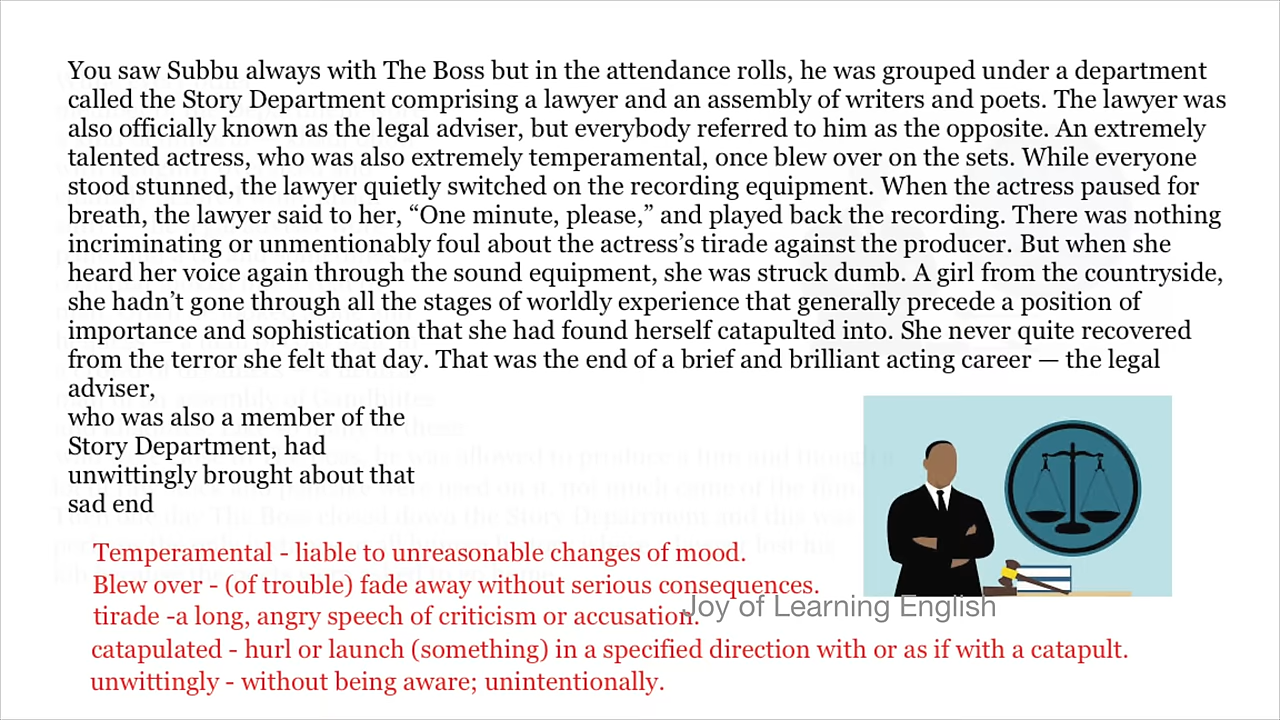 You saw Subbu always with The Boss but in the attendance rolls, he was grouped under a department
called the Story Department comprising a lawyer and an assembly of writers and poets. The lawyer was
also officially known as the legal adviser, but everybody referred to him as the opposite. An extremely
talented actress, who was also extremely temperamental, once blew over on the sets. While everyone
stood stunned, the lawyer quietly switched on the recording equipment. When the actress paused for
breath, the lawyer said to her, “One minute, please,” and played back the recording. There was nothing
incriminating or unmentionably foul about the actress’s tirade against the producer. But when she
heard her voice again through the sound equipment, she was struck dumb. A girl from the countryside,
she hadn’t gone through all the stages of worldly experience that generally precede a position of
importance and sophistication that she had found herself catapulted into. She never quite recovered
from the terror she felt that day. That was the end of a brief and brilliant acting career — the legal
adviser,
who was also a member of the
Story Department, had
unwittingly brought about that
sad end
Temperamental - liable to unreasonable changes of mood.
Blew over - (of trouble) fade away without serious consequences.
tirade -a long, angry speech of criticism or accusation.
Joy of Learning English
catapulated - hurl or launch (something) in a specified direction with or as if with a catapult.
unwittingly - without being aware; unintentionally.